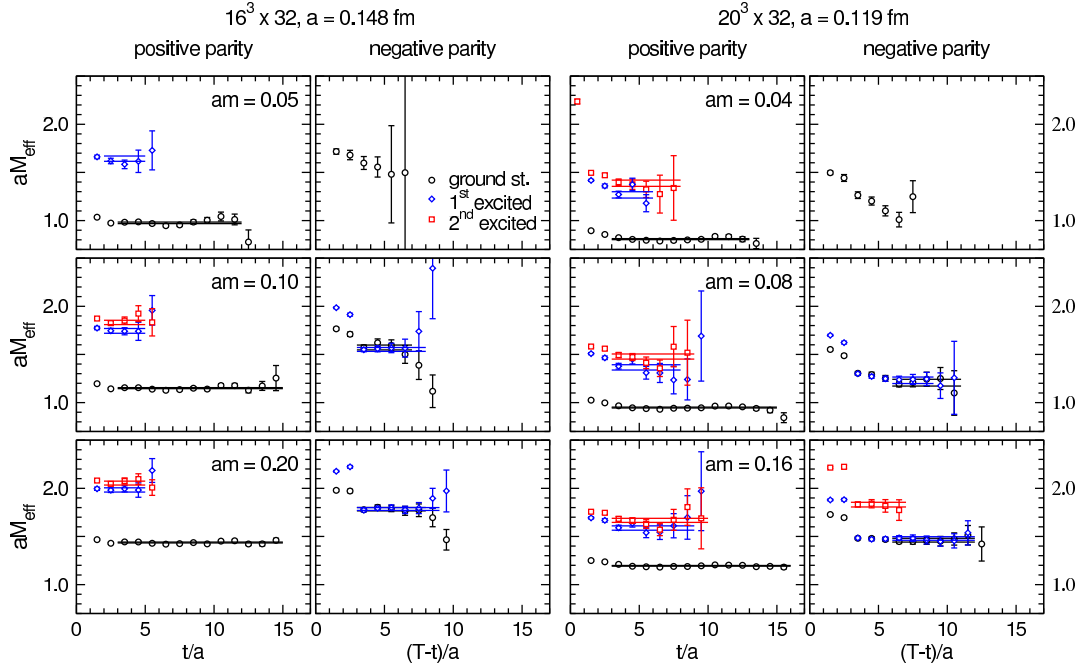 16³ x 32, a = 0.148 fm 20³ x 32, a = 0.119 fm
positive parity negative parity positive parity negative parity
am = 0.05 am = 0.04
2.0 2.0
aM_eff
ground st.
1st excited
2nd excited
1.0 1.0
am = 0.10 am = 0.08
2.0 2.0
aM_eff
1.0 1.0
am = 0.20 am = 0.16
2.0 2.0
aM_eff
1.0 1.0
0 5 10 15 0 5 10 15 0 5 10 15 0 5 10 15
t/a (T-t)/a t/a (T-t)/a